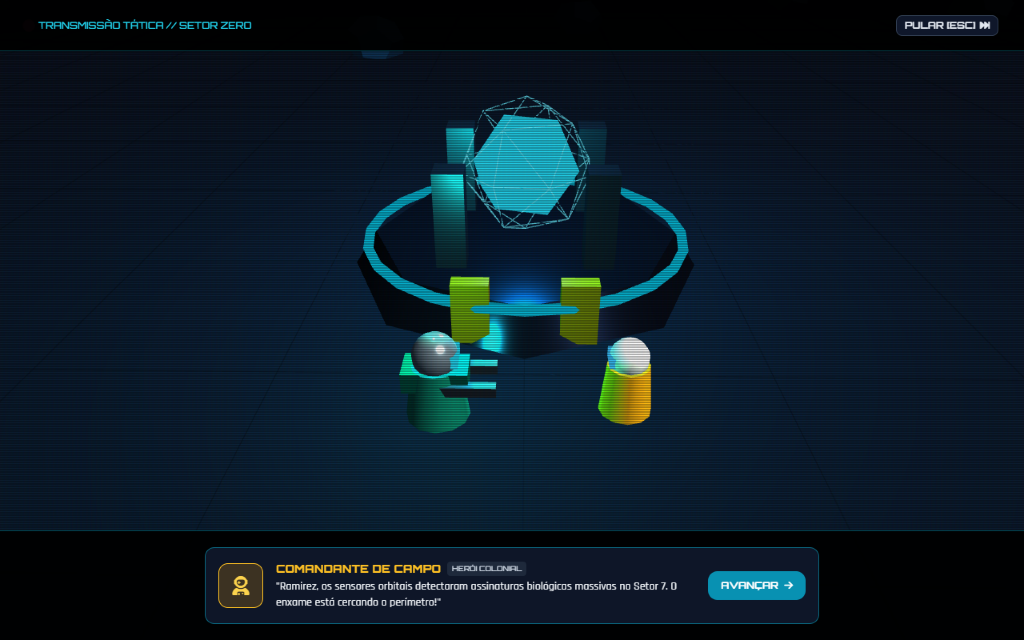 TRANSMISSÃO TÁTICA // SETOR ZERO
PULAR [ESC] ⏭
COMANDANTE DE CAMPO
HERÓI COLONIAL
"Ramirez, os sensores orbitais detectaram assinaturas biológicas massivas no Setor 7. O
enxame está cercando o perímetro!"
AVANÇAR →